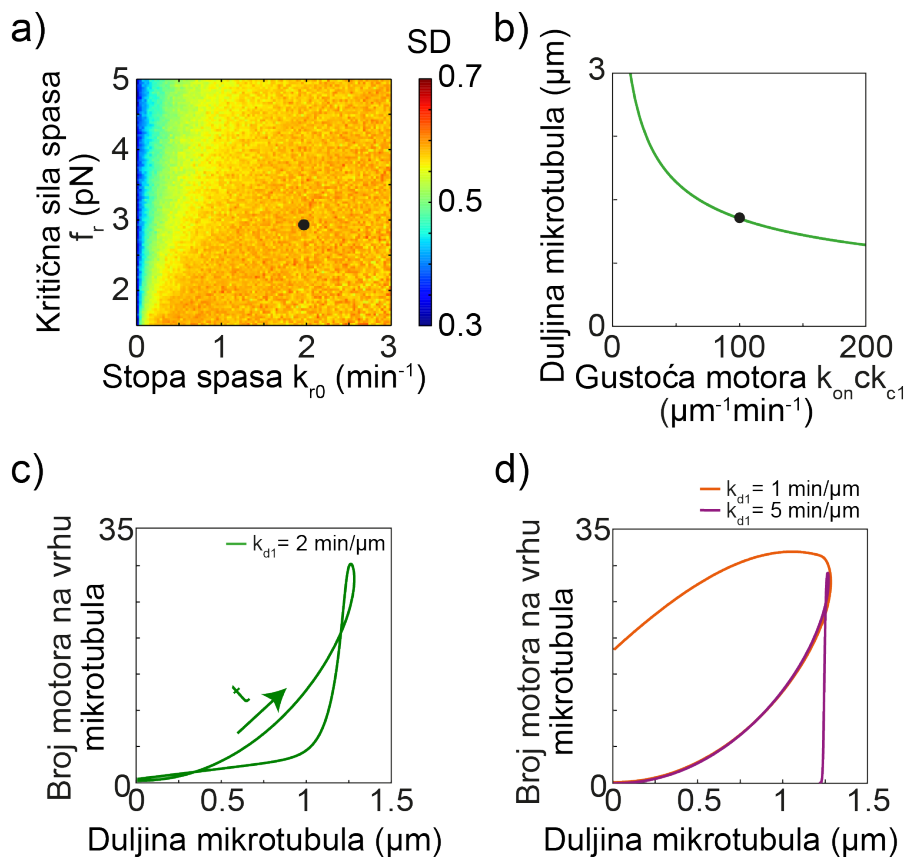 a)
SD
Kritična sila spasa
f_r (pN)
5
4
3
2
0
1
2
3
Stopa spasa k_r0 (min⁻¹)
0.7
0.5
0.3
b)
Duljina mikrotubula (µm)
3
0
0
100
200
Gustoća motora k_on ck_c1
(µm⁻¹min⁻¹)
c)
Broj motora na vrhu
mikrotubula
35
0
k_d1= 2 min/µm
t
0
0.5
1
1.5
Duljina mikrotubula (µm)
d)
k_d1= 1 min/µm
k_d1= 5 min/µm
Broj motora na vrhu
mikrotubula
35
0
0
0.5
1
1.5
Duljina mikrotubula (µm)